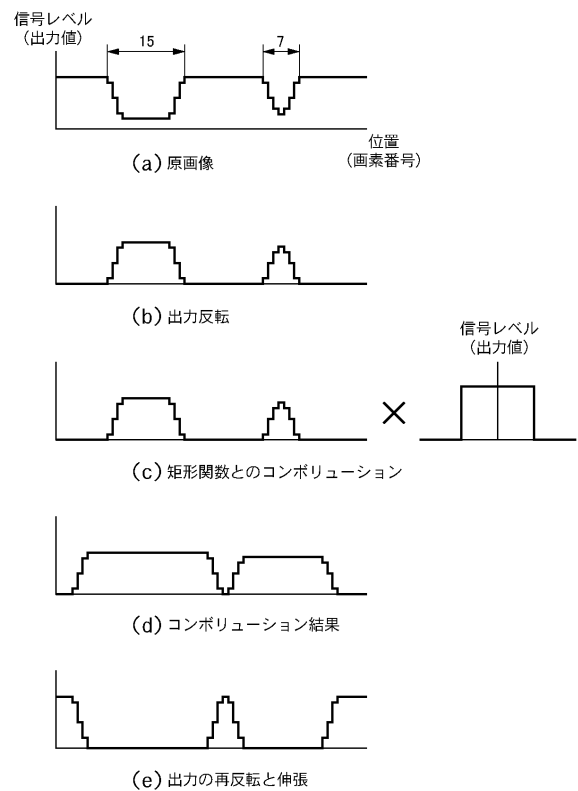 信号レベル
（出力値）
15
7
位置
（画素番号）
(a) 原画像
(b) 出力反転
信号レベル
（出力値）
×
(c) 矩形関数とのコンボリューション
(d) コンボリューション結果
(e) 出力の再反転と伸張